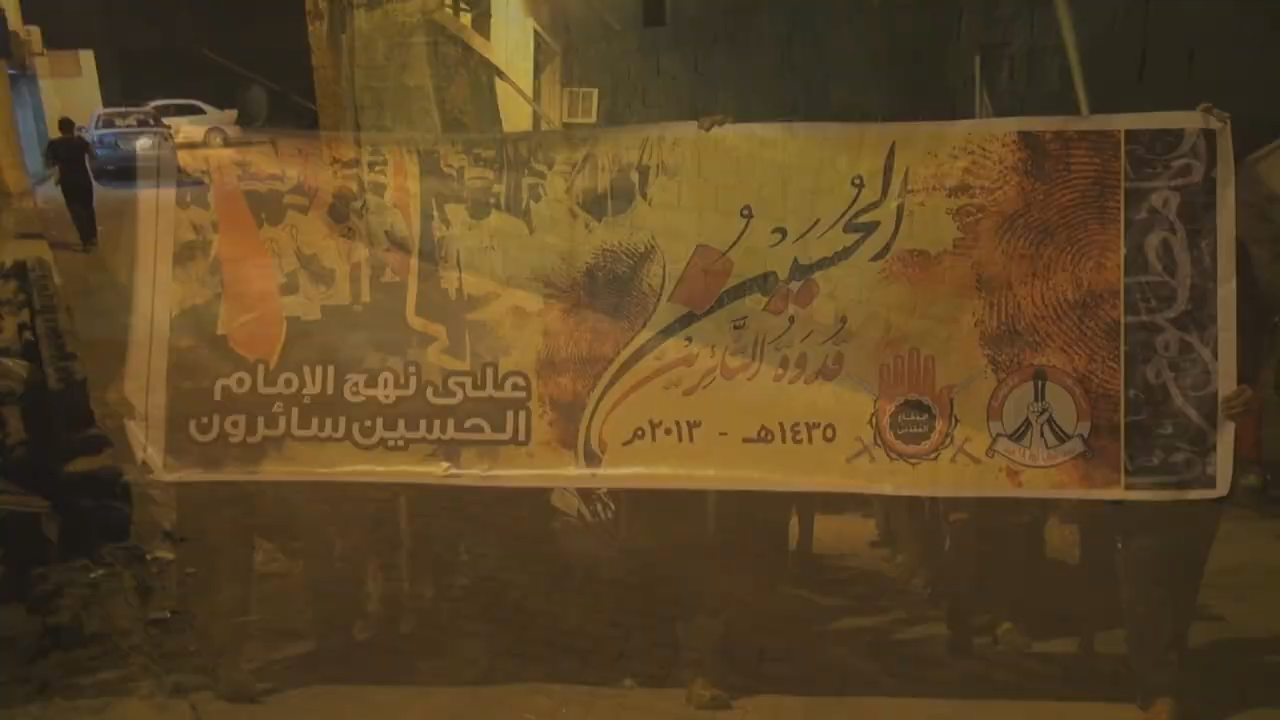 الحسين
قدوة الثائرين
١٤٣٥هـ - ٢٠١٣م
على نهج الإمام
الحسين سائرون